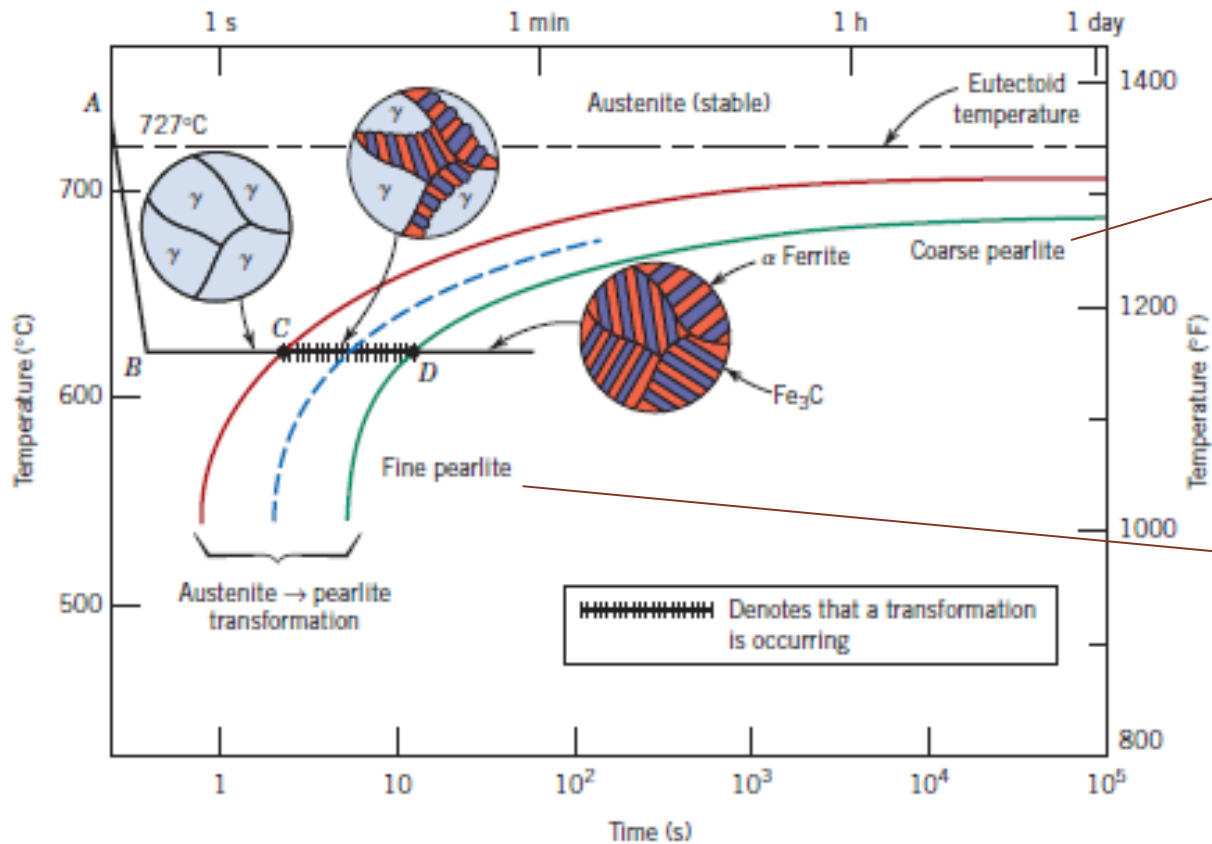 1 s
1 min
1 h
1 day
A
727°C
γ
γ
γ
γ
γ
γ
γ
Austenite (stable)
Eutectoid
temperature
1400
700
α Ferrite
Coarse pearlite
1200
C
B
D
600
Fe₃C
Temperature (°C)
Temperature (°F)
Fine pearlite
1000
Austenite → pearlite
transformation
500
Denotes that a transformation
is occurring
800
1
10
10²
10³
10⁴
10⁵
Time (s)